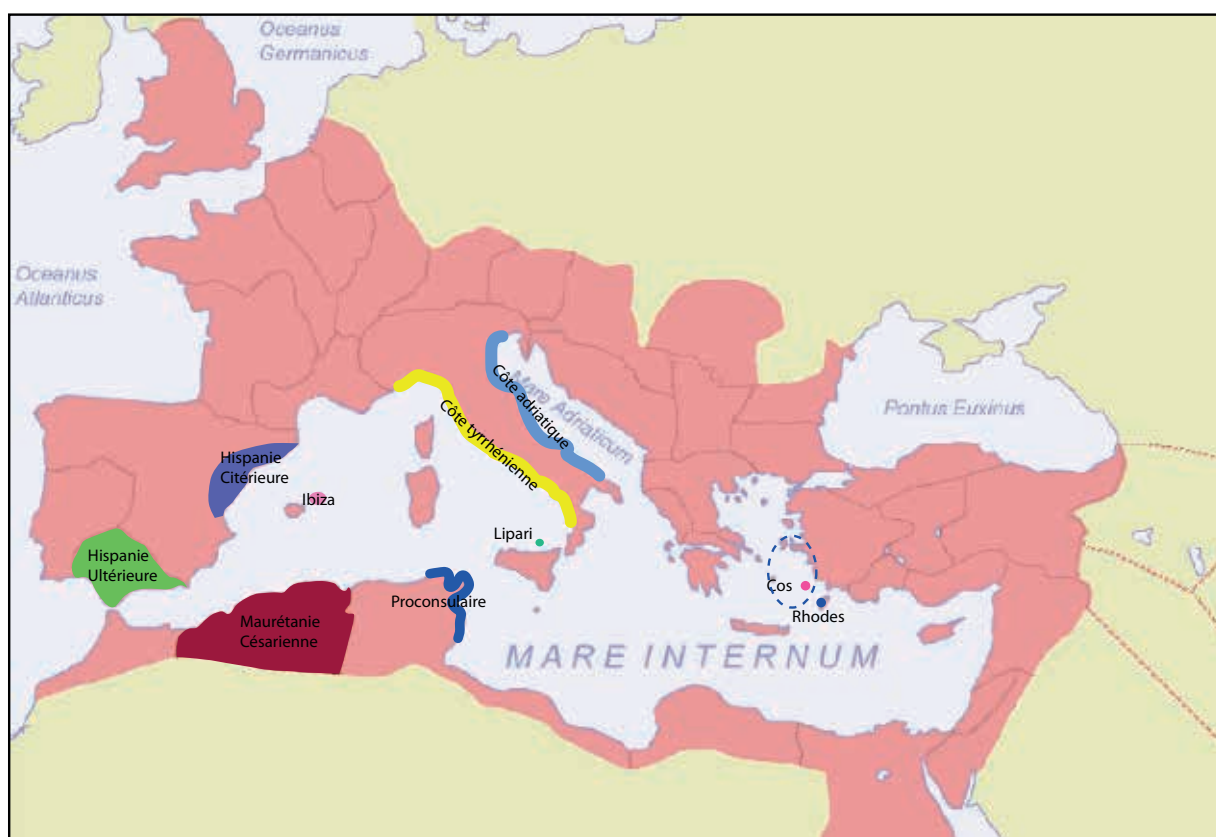 Oceanus
Germanicus
Oceanus
Atlanticus
Côte adriatique
Mare Adriaticum
Côte tyrrhénienne
Pontus Euxinus
Hispanie
Citérieure
Ibiza
Lipari
Hispanie
Ultérieure
Cos
Proconsulaire
Rhodes
Maurétanie
Césarienne
MARE INTERNUM